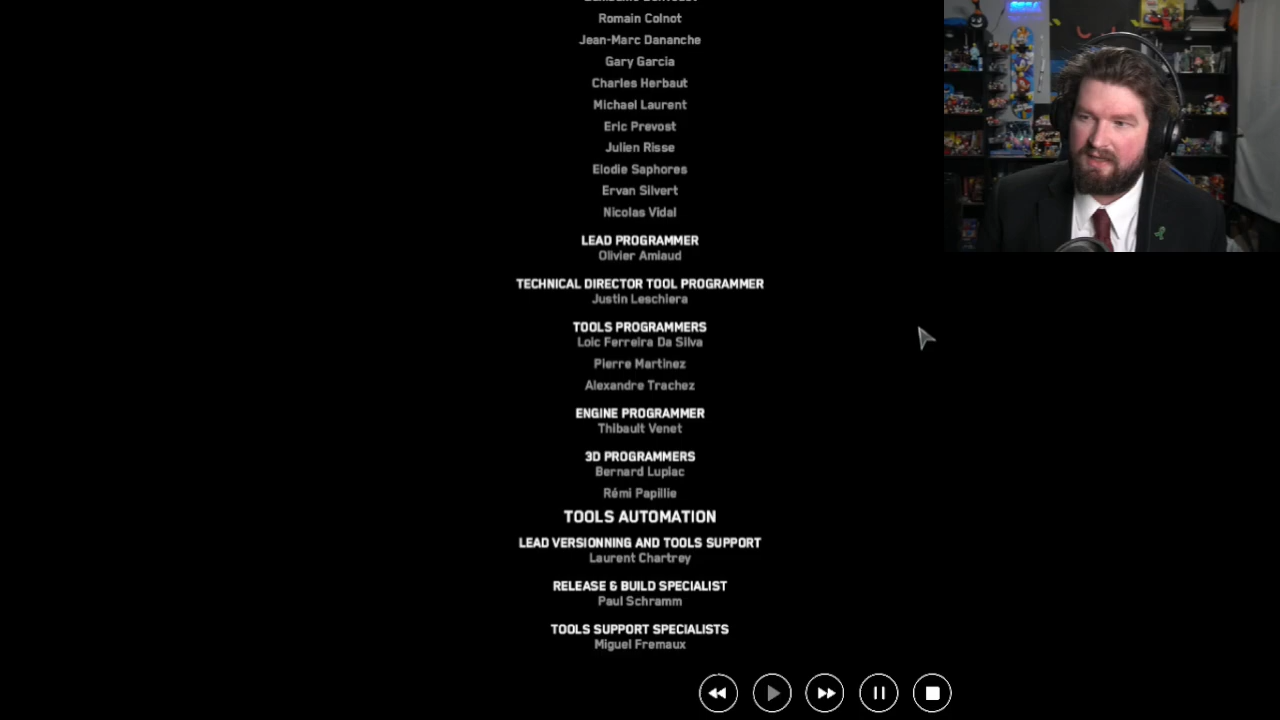 Romain Colnot
Jean-Marc Dananche
Gary Garcia
Charles Herbaut
Michael Laurent
Eric Prevost
Julien Risse
Elodie Saphores
Ervan Silvert
Nicolas Vidal
LEAD PROGRAMMER
Olivier Amiaud
TECHNICAL DIRECTOR TOOL PROGRAMMER
Justin Leschiera
TOOLS PROGRAMMERS
Loic Ferreira Da Silva
Pierre Martinez
Alexandre Trachez
ENGINE PROGRAMMER
Thibault Venet
3D PROGRAMMERS
Bernard Lupiac
Rémi Papillie
TOOLS AUTOMATION
LEAD VERSIONNING AND TOOLS SUPPORT
Laurent Chartrey
RELEASE & BUILD SPECIALIST
Paul Schramm
TOOLS SUPPORT SPECIALISTS
Miguel Fremaux
SEGA